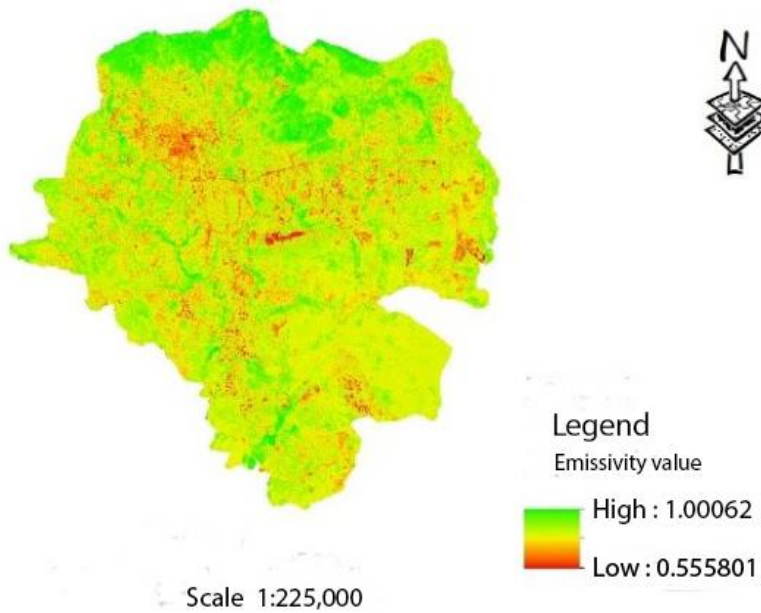 N
Legend
Emissivity value
High : 1.00062
Low : 0.555801
Scale 1:225,000